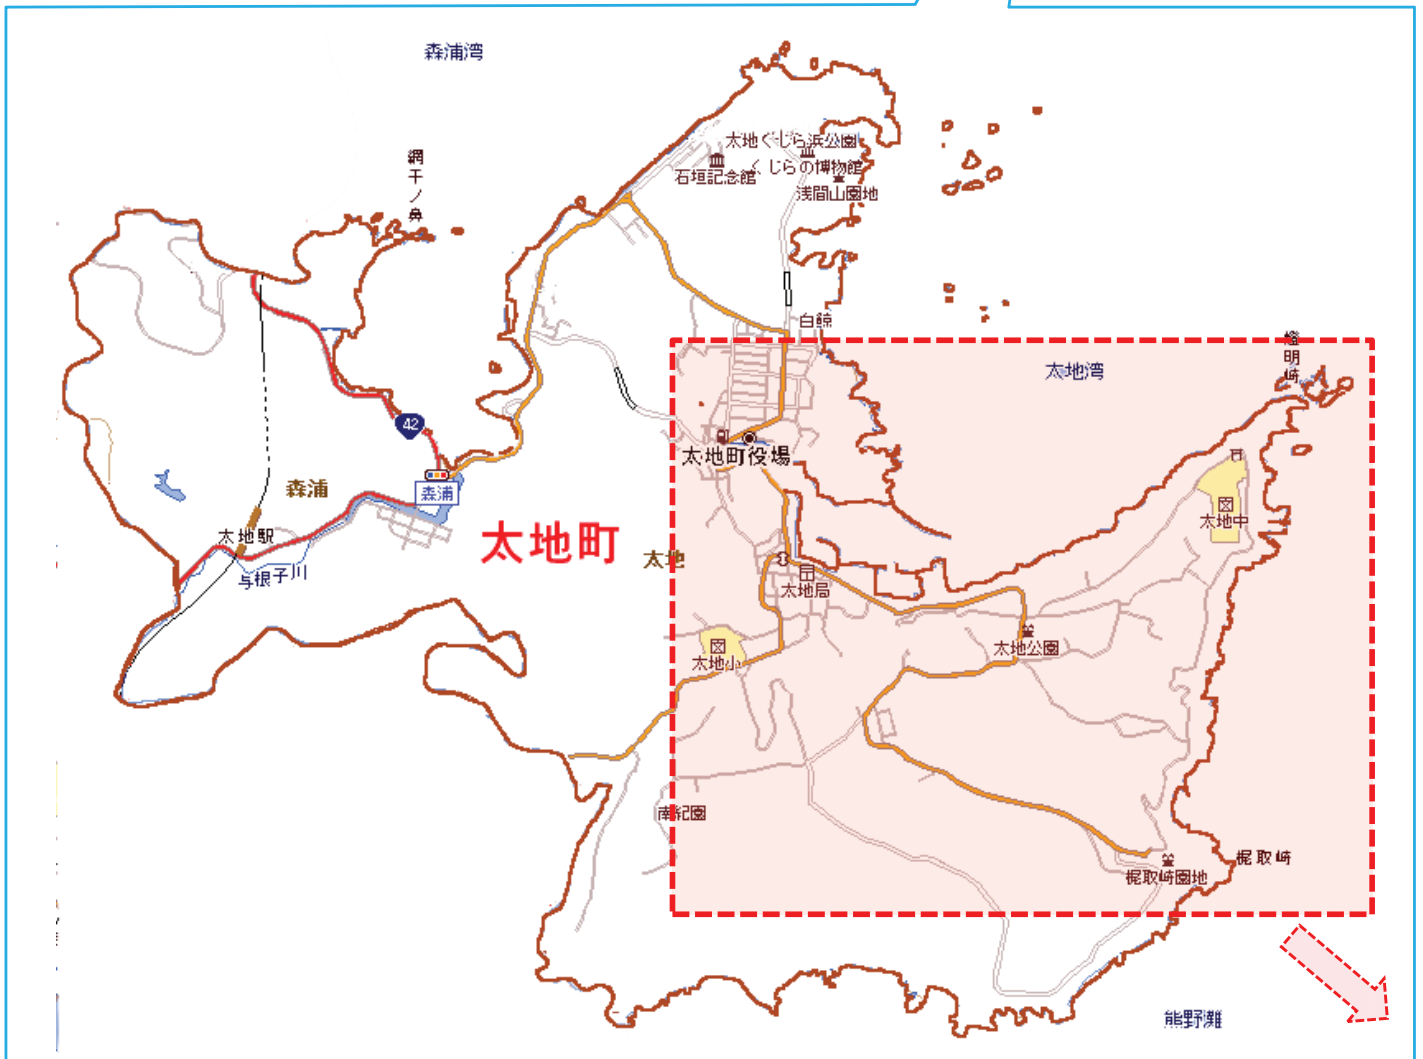 森浦湾
網干ノ鼻
太地くじら浜公園
くじらの博物館
石垣記念館
浅間山園地
白鯨
太地湾
燈明崎
42
太地町役場
森浦
森浦
太地中
太地駅
太地町
太地
与根子川
太地局
太地公園
太地小
南紀園
梶取崎
梶取崎園地
熊野灘